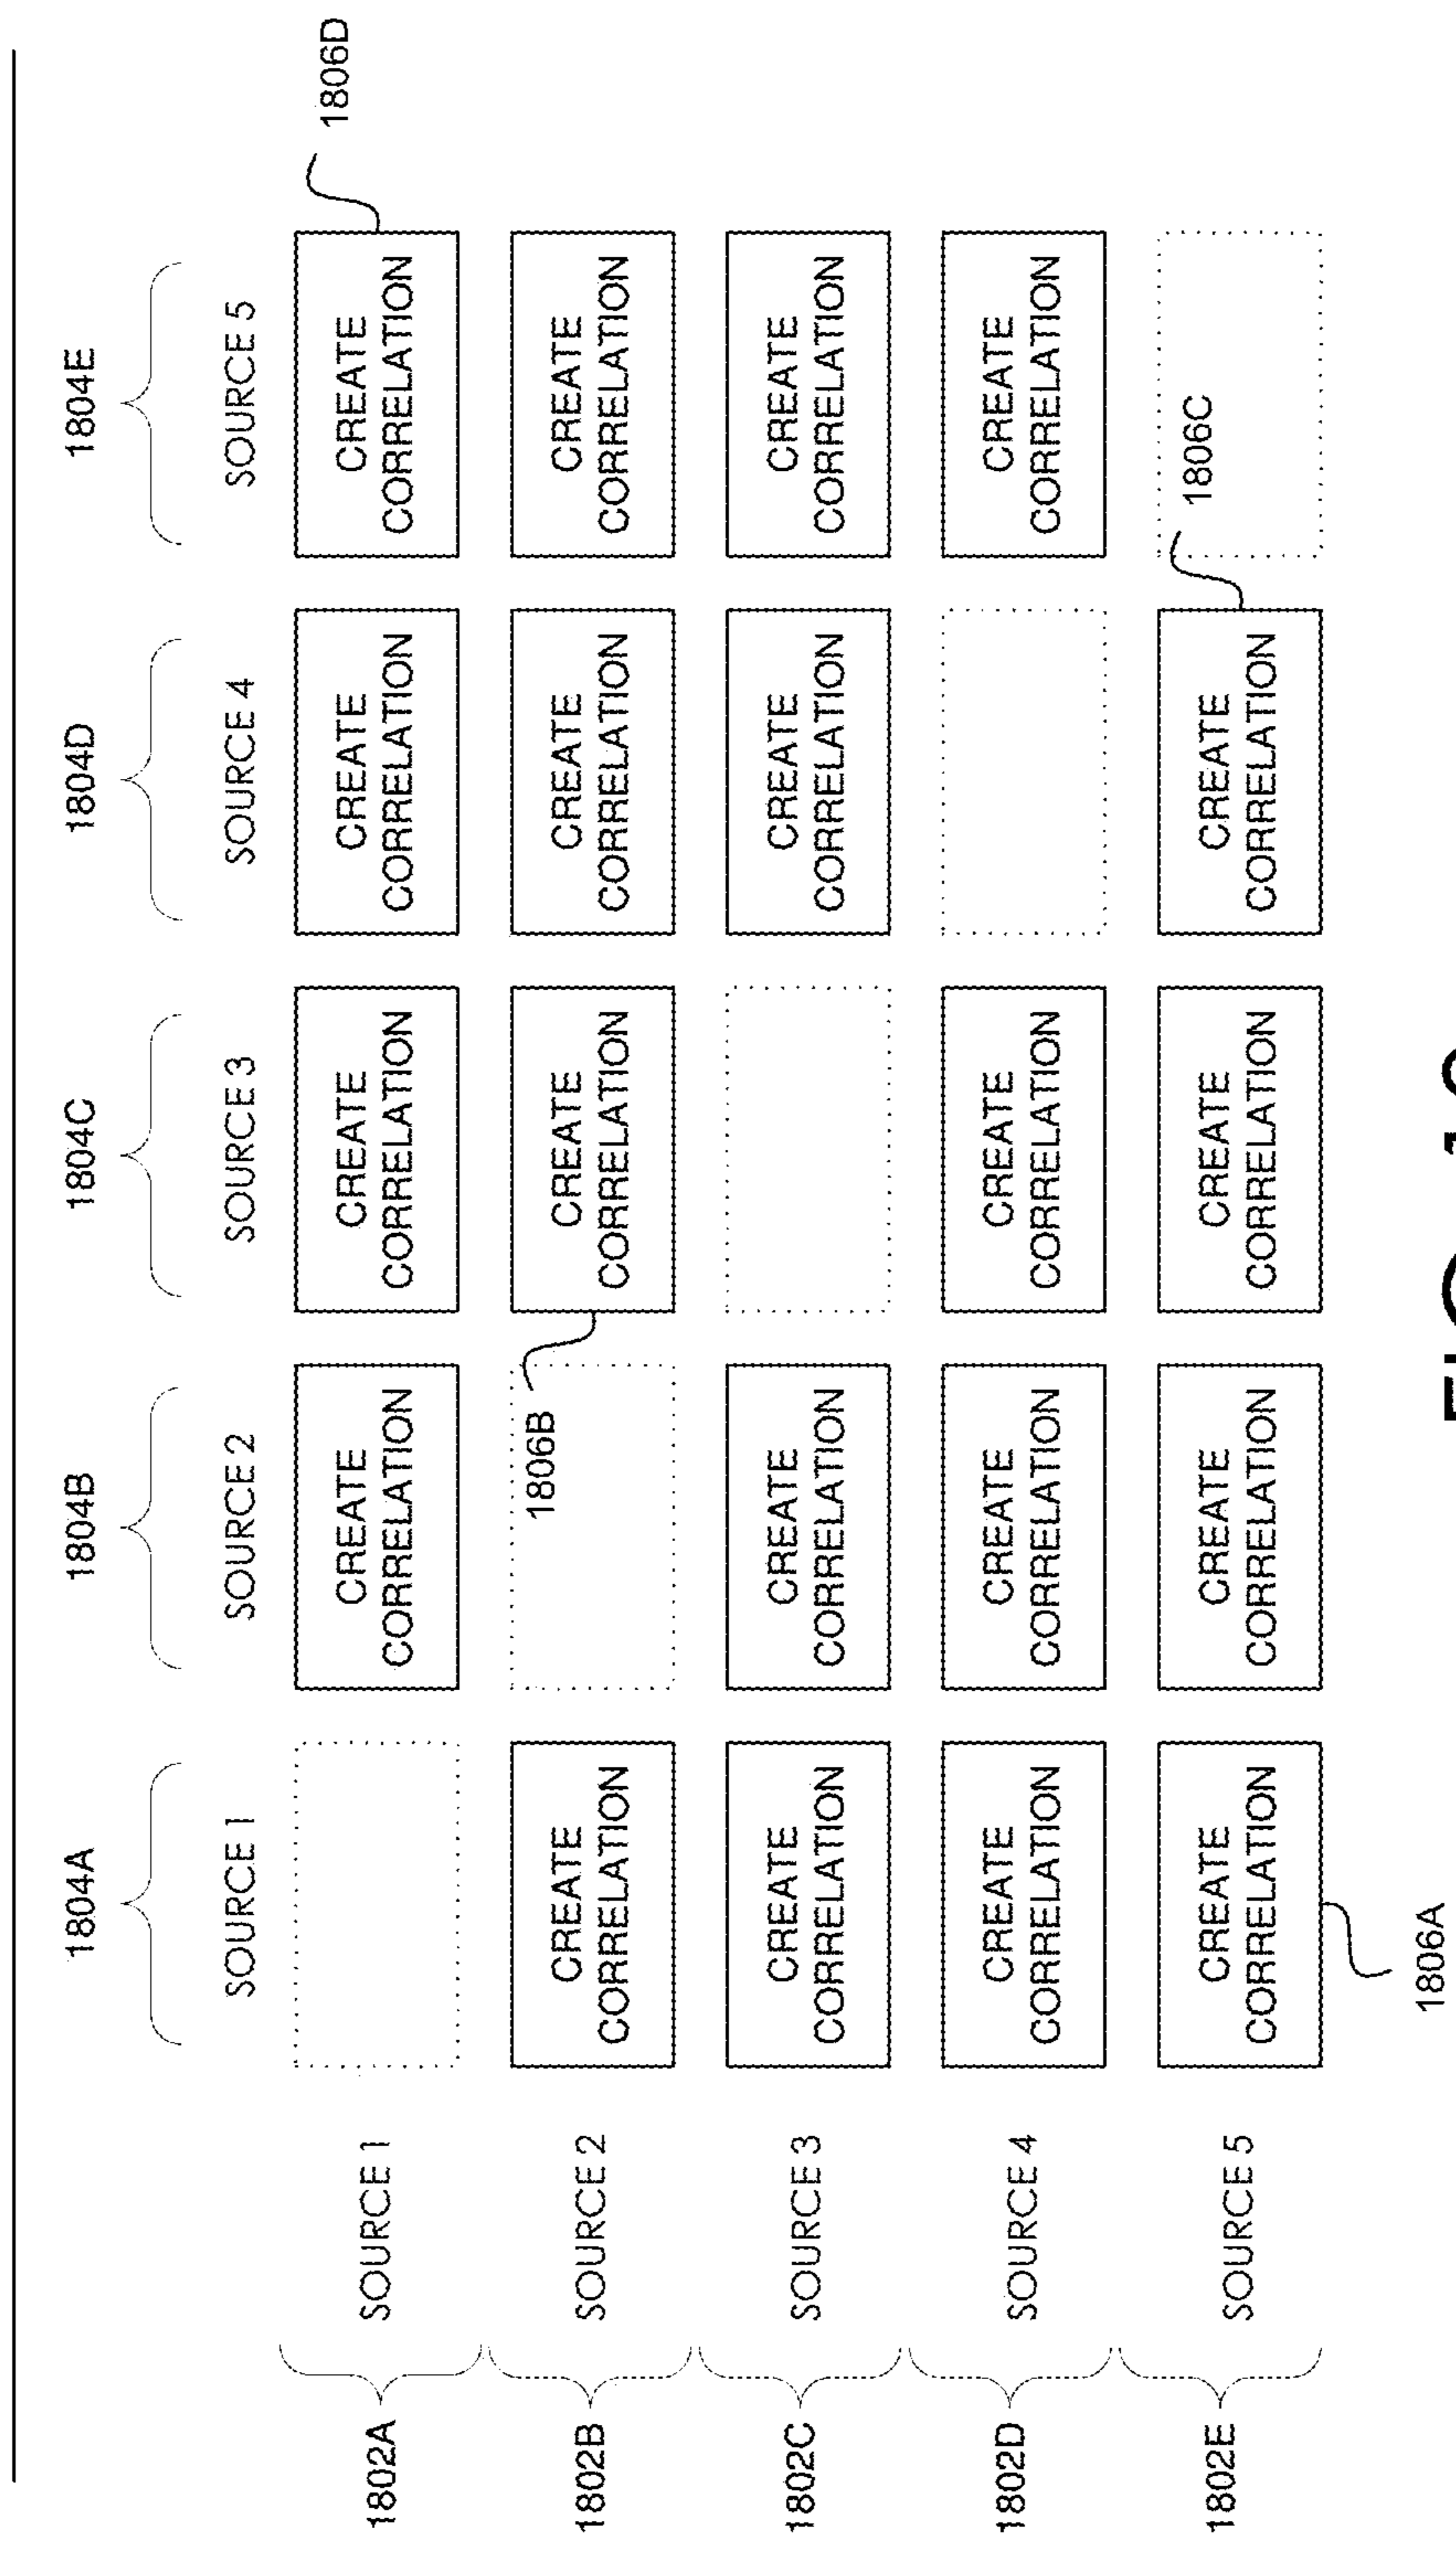 1804A 1804B 1804C 1804D 1804E
SOURCE 1 SOURCE 2 SOURCE 3 SOURCE 4 SOURCE 5
1806D
1802A SOURCE 1
CREATE CORRELATION
CREATE CORRELATION
CREATE CORRELATION
CREATE CORRELATION
1802B SOURCE 2
CREATE CORRELATION
1806B
CREATE CORRELATION
CREATE CORRELATION
CREATE CORRELATION
1802C SOURCE 3
CREATE CORRELATION
CREATE CORRELATION
CREATE CORRELATION
CREATE CORRELATION
1802D SOURCE 4
CREATE CORRELATION
CREATE CORRELATION
CREATE CORRELATION
CREATE CORRELATION
1802E SOURCE 5
CREATE CORRELATION
CREATE CORRELATION
CREATE CORRELATION
CREATE CORRELATION
1806C
1806A